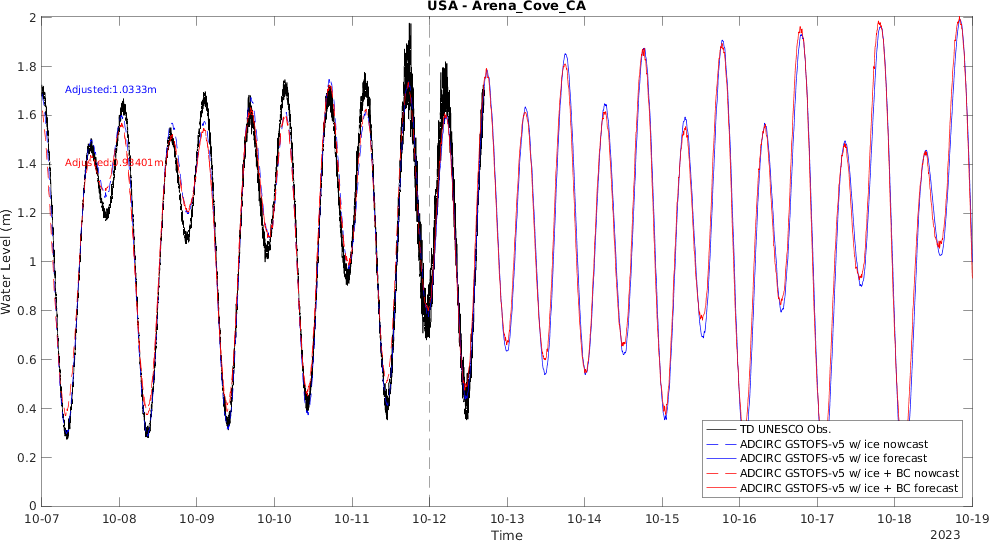 USA - Arena_Cove_CA
2
1.8
1.6
1.4
1.2
1
0.8
0.6
0.4
0.2
0
Water Level (m)
Adjusted:1.0333m
Adjusted:0.93401m
TD UNESCO Obs.
ADCIRC GSTOFS-v5 w/ ice nowcast
ADCIRC GSTOFS-v5 w/ ice forecast
ADCIRC GSTOFS-v5 w/ ice + BC nowcast
ADCIRC GSTOFS-v5 w/ ice + BC forecast
10-07 10-08 10-09 10-10 10-11 10-12 10-13 10-14 10-15 10-16 10-17 10-18 10-19
Time
2023